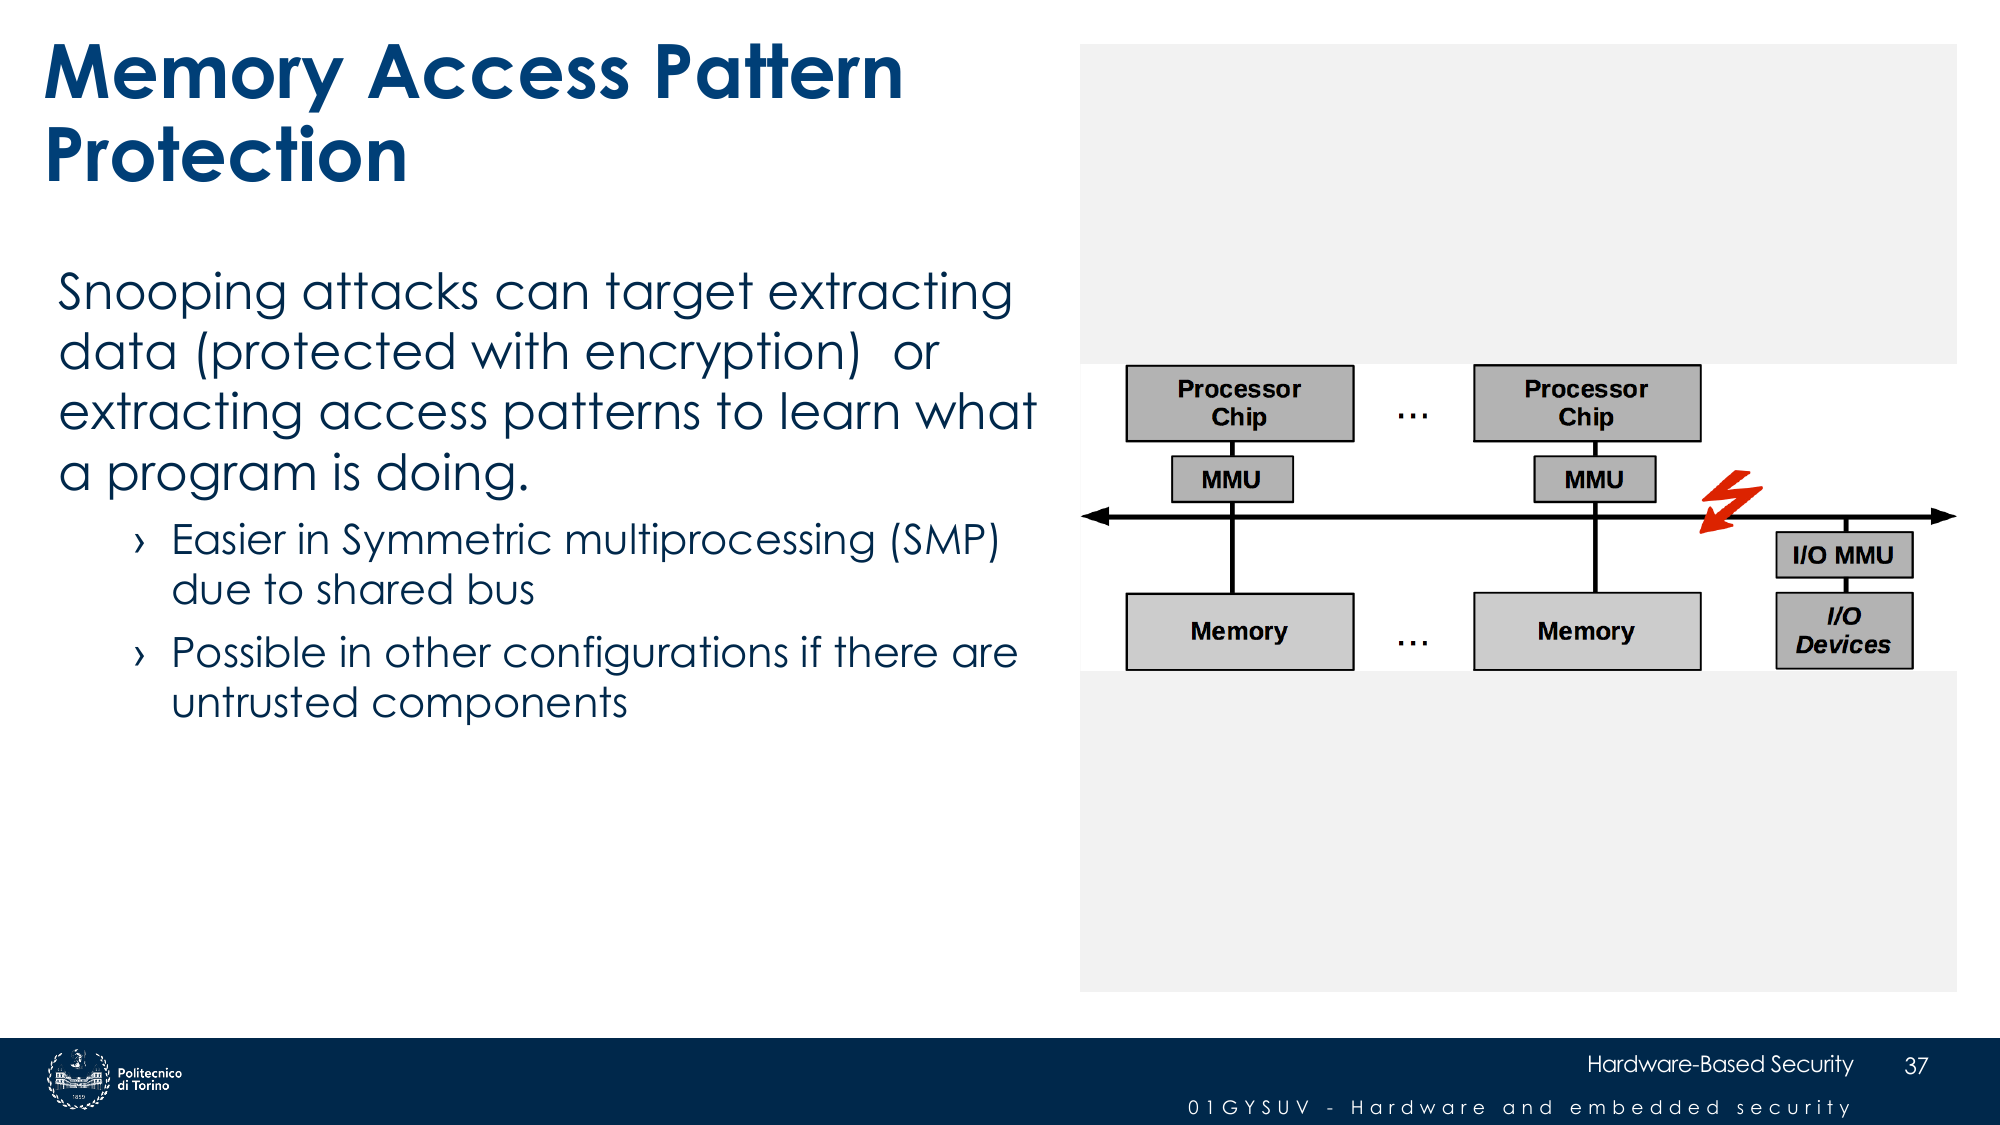 Memory Access Pattern
Protection
Snooping attacks can target extracting
data (protected with encryption)  or
extracting access patterns to learn what
a program is doing.
› Easier in Symmetric multiprocessing (SMP)
due to shared bus
› Possible in other configurations if there are
untrusted components
Processor
Chip
...
Processor
Chip
MMU
MMU
I/O MMU
Memory
...
Memory
I/O
Devices
Politecnico
di Torino
1859
Hardware-Based Security
37
01GYSUV - Hardware and embedded security